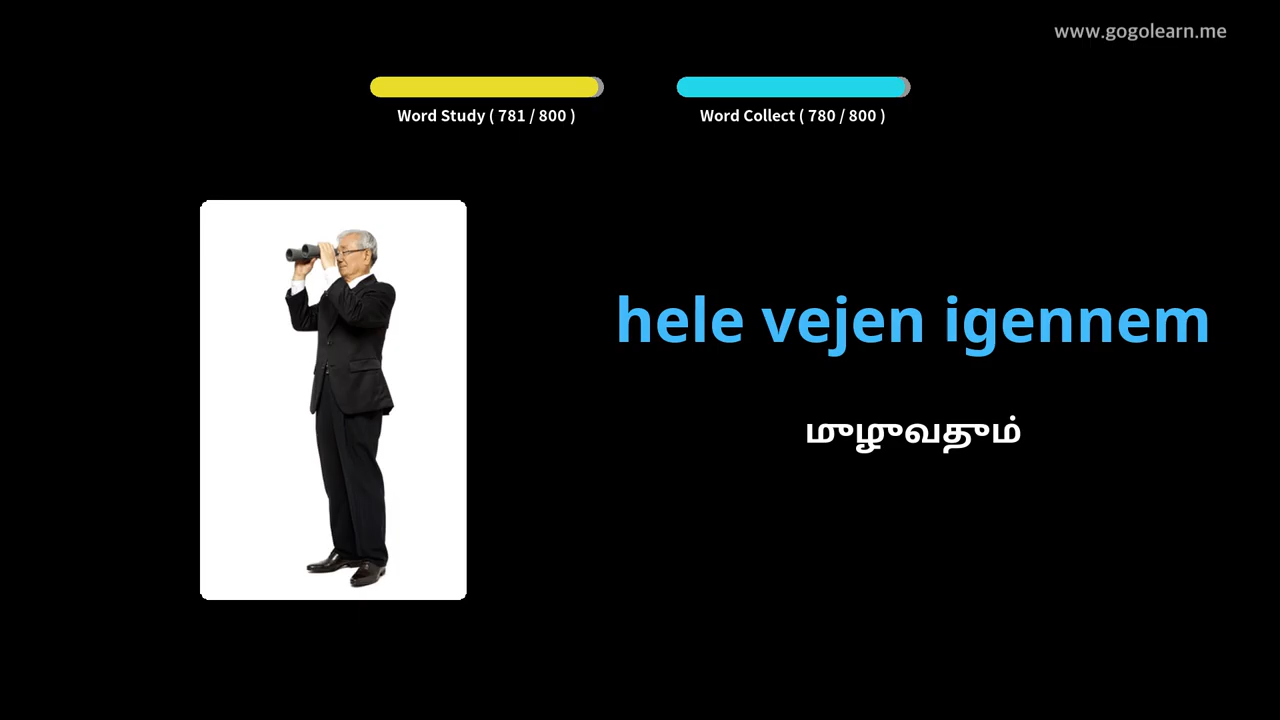 www.gogolearn.me
Word Study ( 781 / 800 )
Word Collect ( 780 / 800 )
hele vejen igennem
முழுவதும்